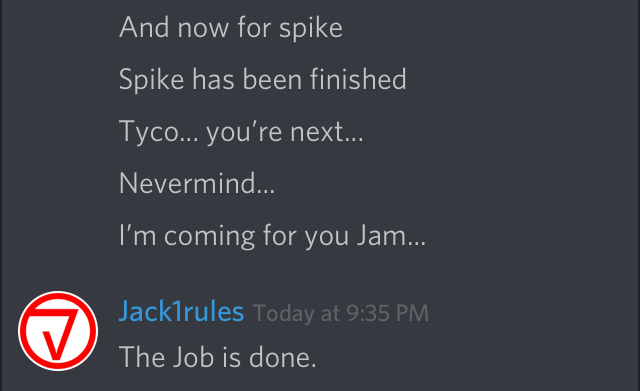 And now for spike
Spike has been finished
Tyco... you're next...
Nevermind...
I'm coming for you Jam...
Jack1rules Today at 9:35 PM
The Job is done.